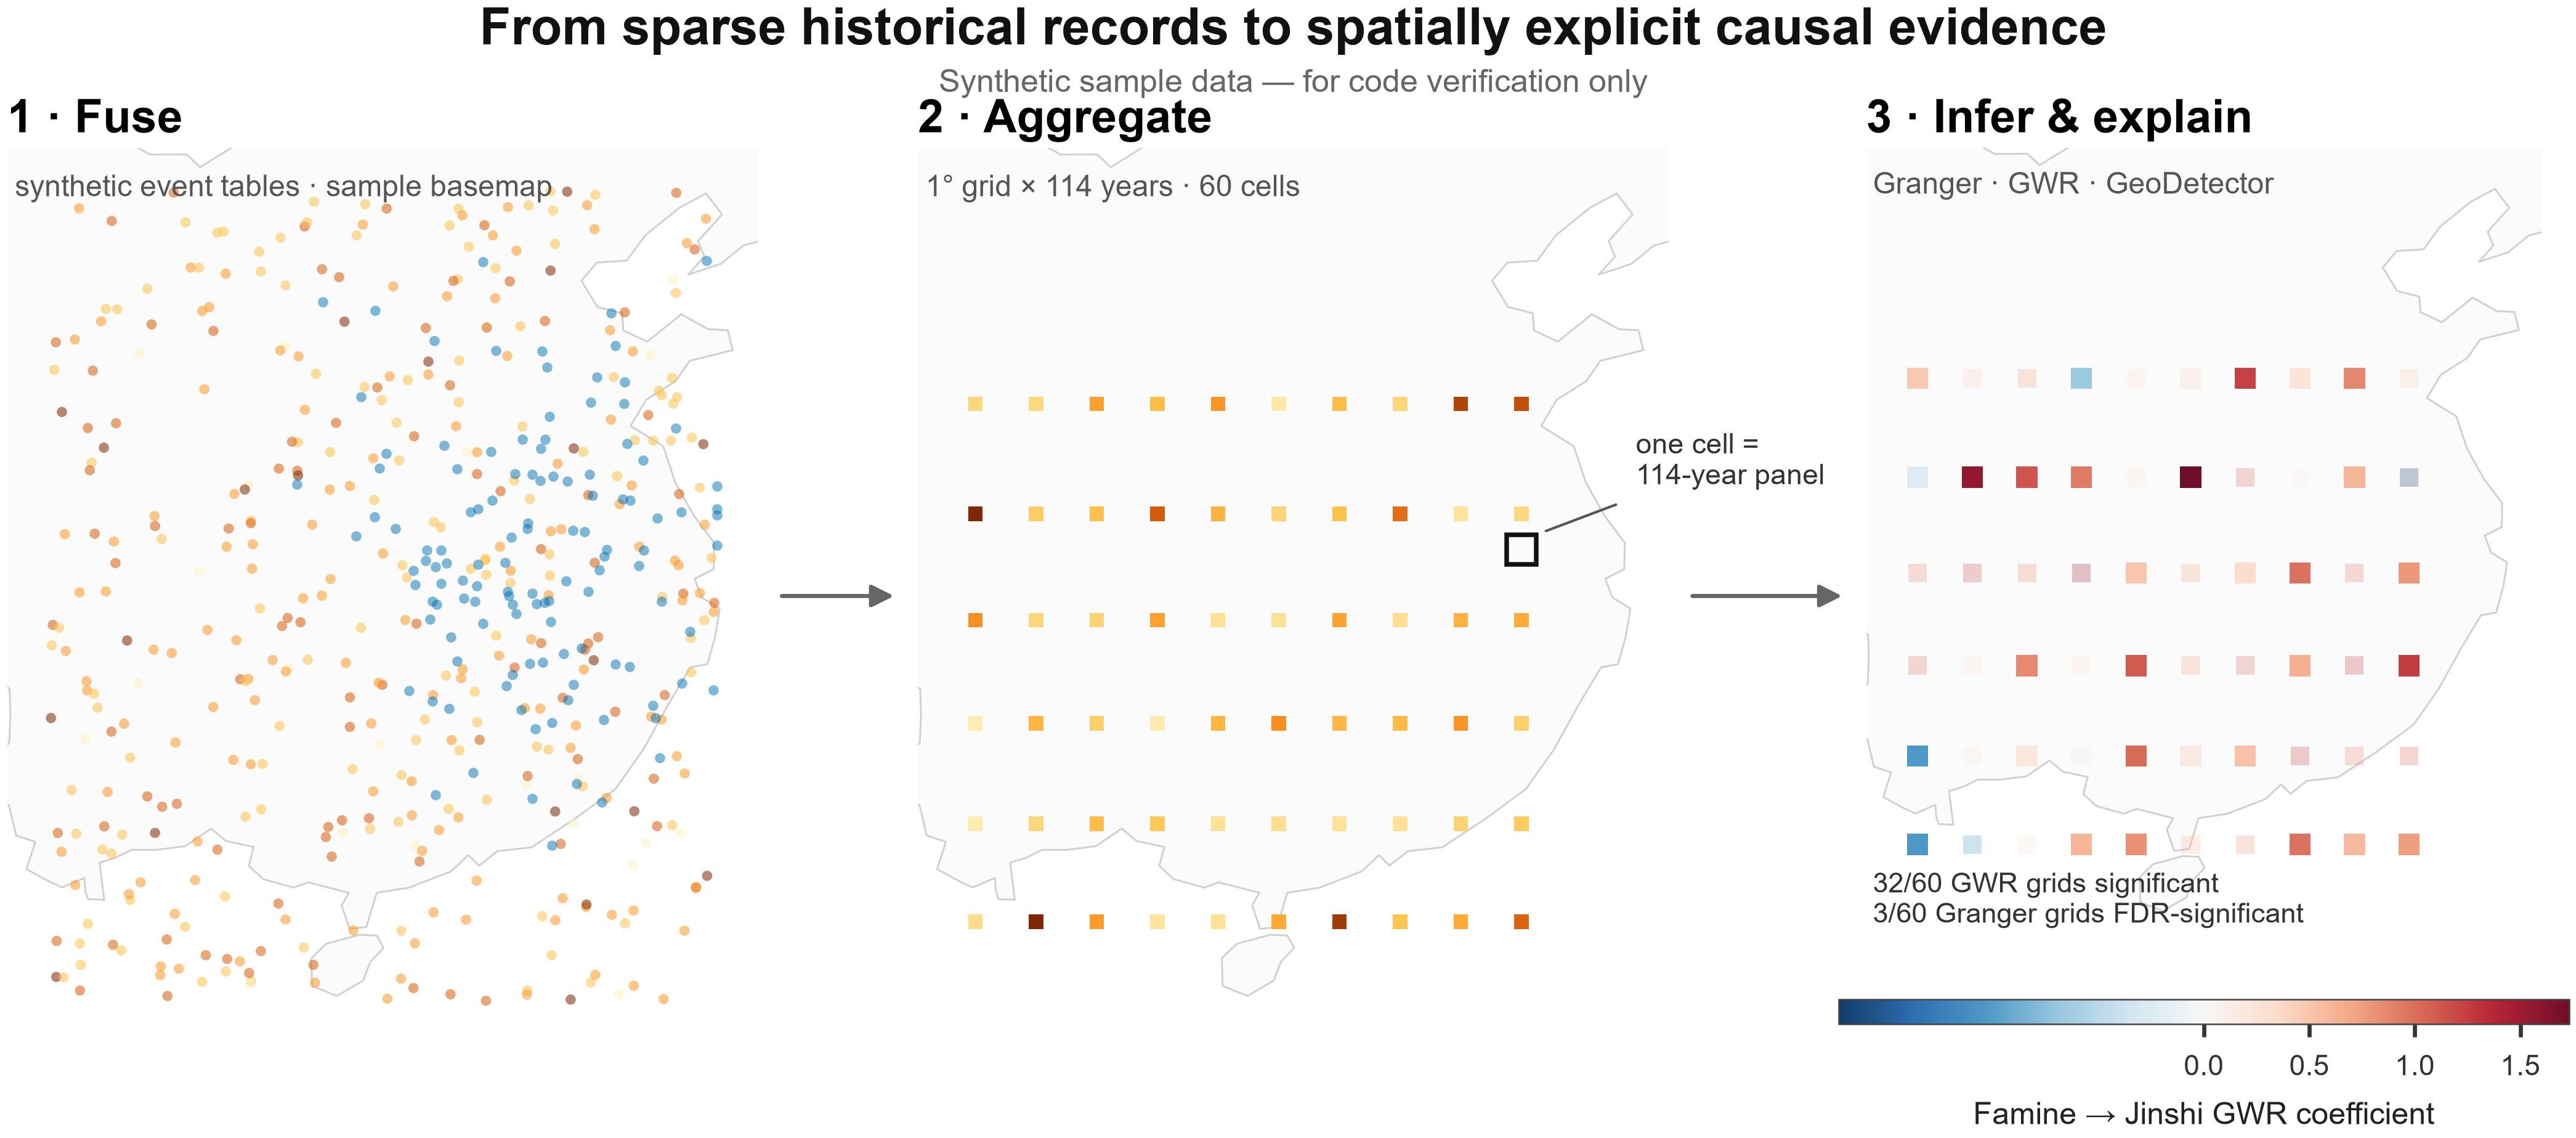 From sparse historical records to spatially explicit causal evidence
Synthetic sample data — for code verification only
1 · Fuse
synthetic event tables · sample basemap
2 · Aggregate
1° grid × 114 years · 60 cells
one cell =
114-year panel
3 · Infer & explain
Granger · GWR · GeoDetector
32/60 GWR grids significant
3/60 Granger grids FDR-significant
0.0 0.5 1.0 1.5
Famine → Jinshi GWR coefficient